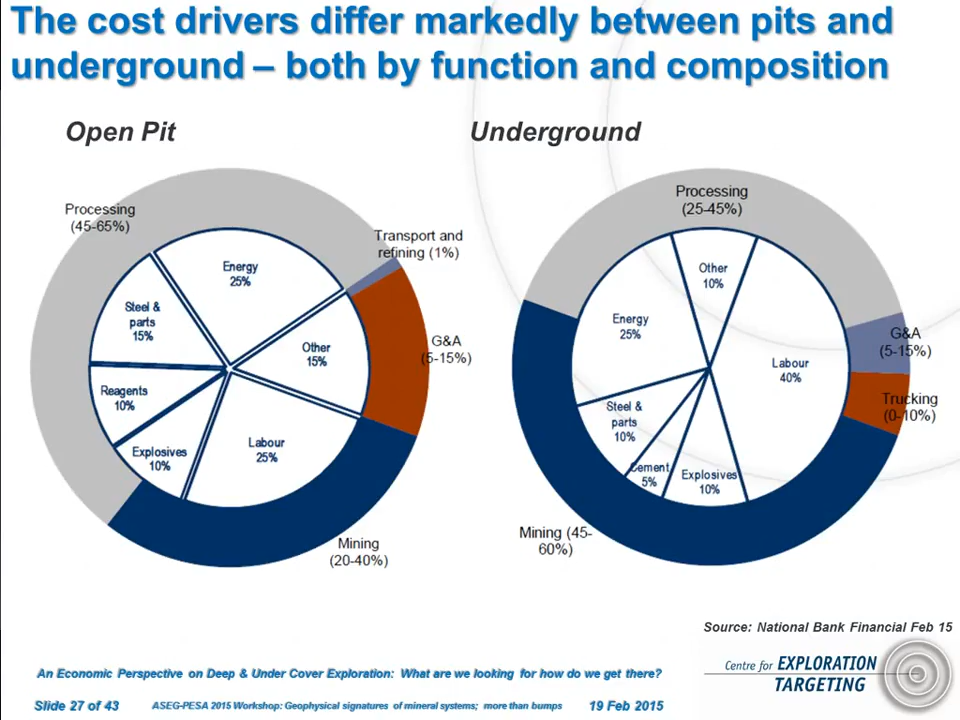 The cost drivers differ markedly between pits and
underground – both by function and composition
Open Pit
Underground
Processing
(45-65%)
Transport and
refining (1%)
Energy
25%
Steel &
parts
15%
Other
15%
G&A
(5-15%)
Reagents
10%
Explosives
10%
Labour
25%
Mining
(20-40%)
Processing
(25-45%)
Other
10%
Energy
25%
Labour
40%
G&A
(5-15%)
Trucking
(0-10%)
Steel &
parts
10%
Cement
5%
Explosives
10%
Mining (45-
60%)
Source: National Bank Financial Feb 15
An Economic Perspective on Deep & Under Cover Exploration: What are we looking for how do we get there?
Centre for EXPLORATION
TARGETING
Slide 27 of 43
ASEG-PESA 2015 Workshop: Geophysical signatures of mineral systems; more than bumps
19 Feb 2015